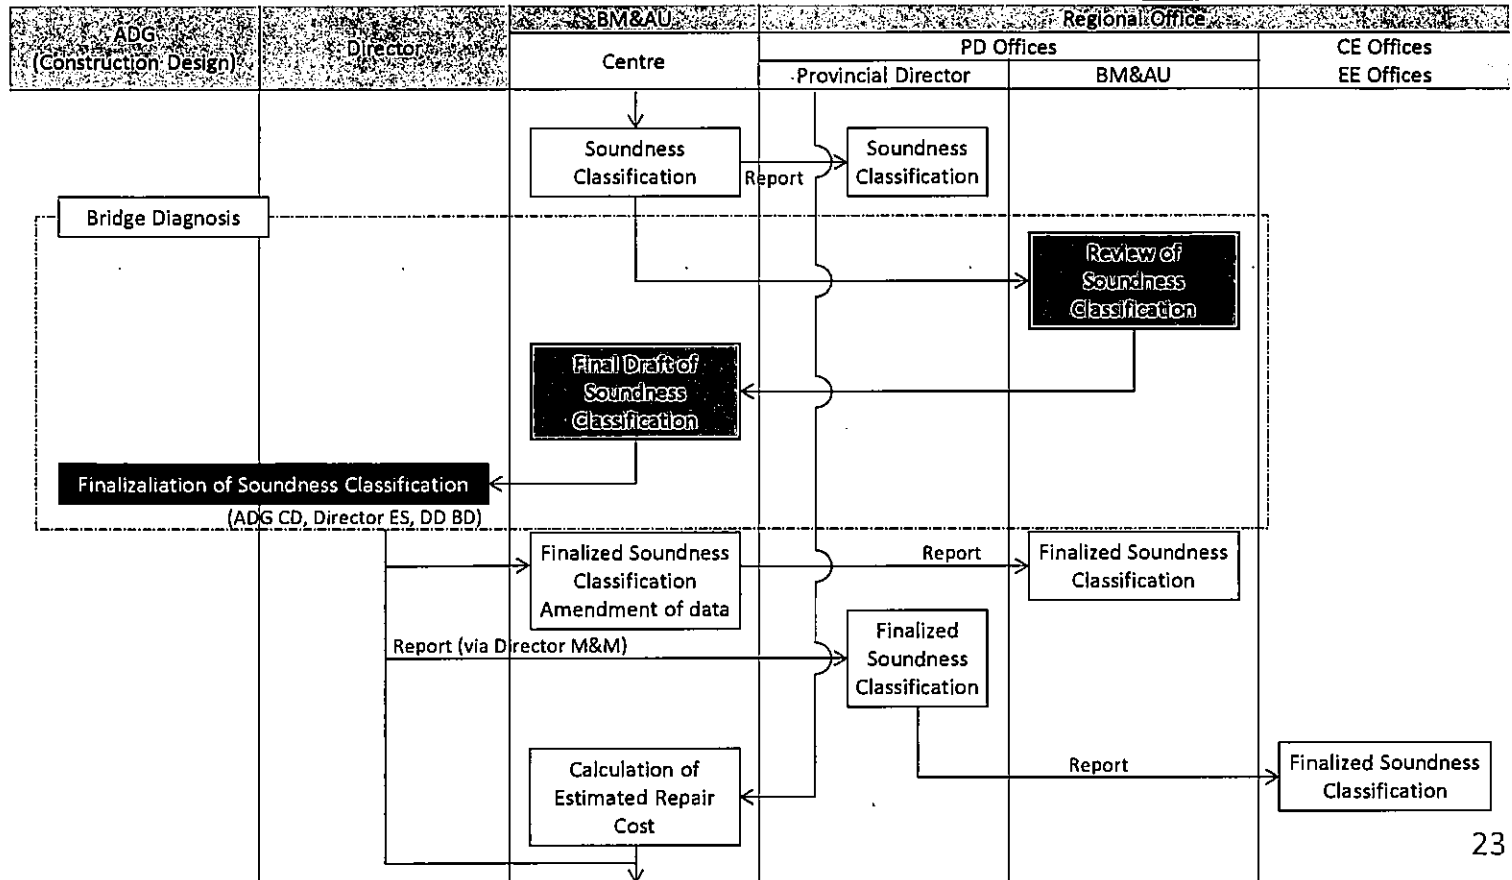 ADG
(Construction Design)
Director
BM&AU
Regional Office
Centre
PD Offices
CE Offices
EE Offices
Provincial Director
BM&AU
Soundness
Classification
Report
Soundness
Classification
Bridge Diagnosis
Review of
Soundness
Classification
Final Draft of
Soundness
Classification
Finalizaliation of Soundness Classification
(ADG CD, Director ES, DD BD)
Finalized Soundness
Classification
Amendment of data
Report
Finalized Soundness
Classification
Report (via Director M&M)
Finalized
Soundness
Classification
Calculation of
Estimated Repair
Cost
Report
Finalized Soundness
Classification
23